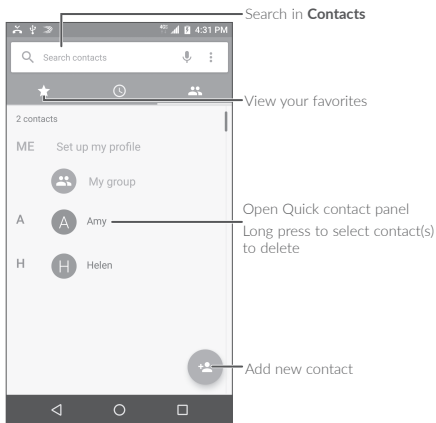 Search in Contacts
4GE 4:31 PM
Search contacts
View your favorites
2 contacts
ME Set up my profile
My group
Open Quick contact panel
A A Amy
Long press to select contact(s)
to delete
H H Helen
Add new contact